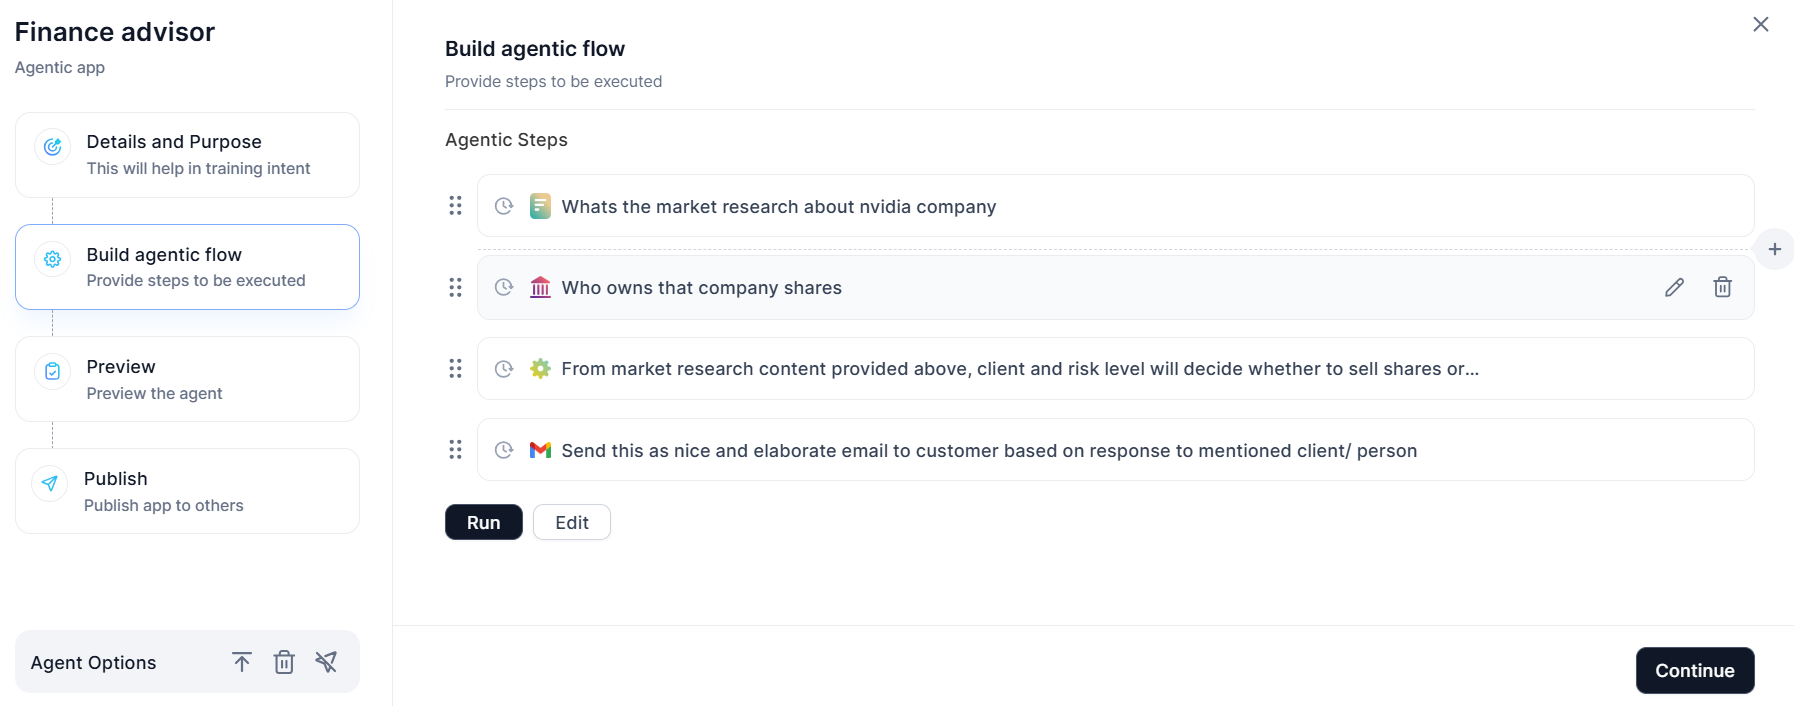 Finance advisor
Agentic app
Details and Purpose
This will help in training intent
Build agentic flow
Provide steps to be executed
Preview
Preview the agent
Publish
Publish app to others
Agent Options
Build agentic flow
Provide steps to be executed
Agentic Steps
Whats the market research about nvidia company
Who owns that company shares
From market research content provided above, client and risk level will decide whether to sell shares or...
Send this as nice and elaborate email to customer based on response to mentioned client/ person
Run
Edit
Continue